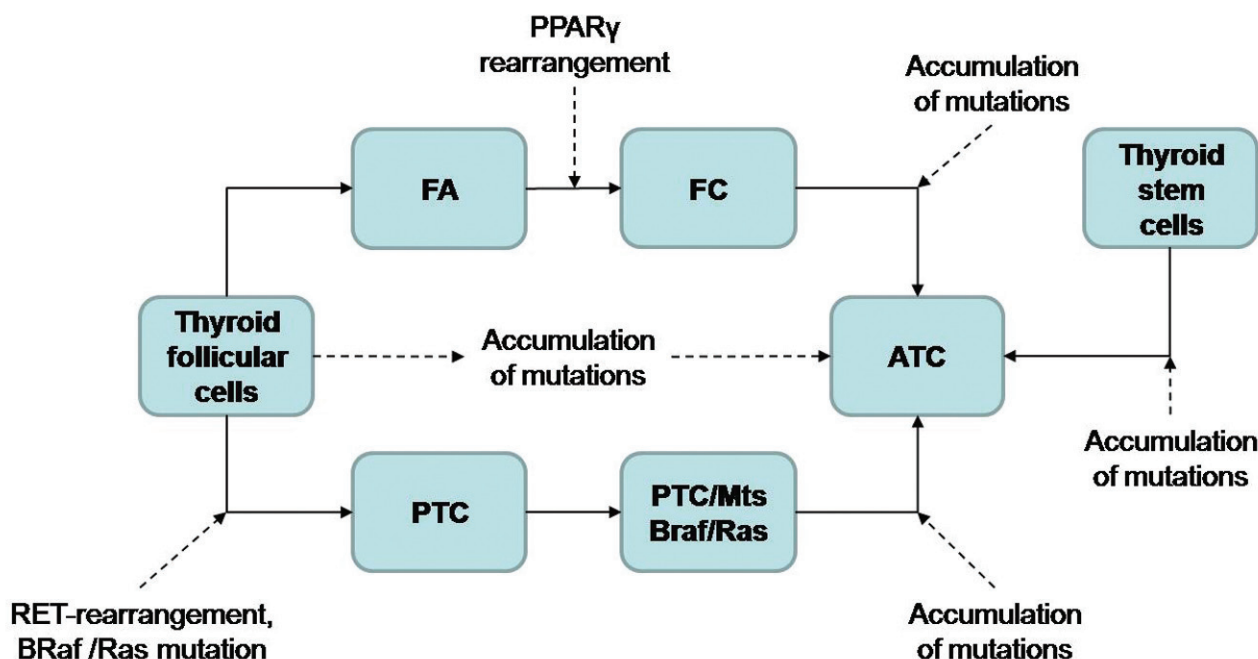 PPARγ
rearrangement
Accumulation
of mutations
FA
FC
Thyroid
stem
cells
Thyroid
follicular
cells
Accumulation
of mutations
ATC
Accumulation
of mutations
PTC
PTC/Mts
Braf/Ras
RET-rearrangement,
BRaf /Ras mutation
Accumulation
of mutations